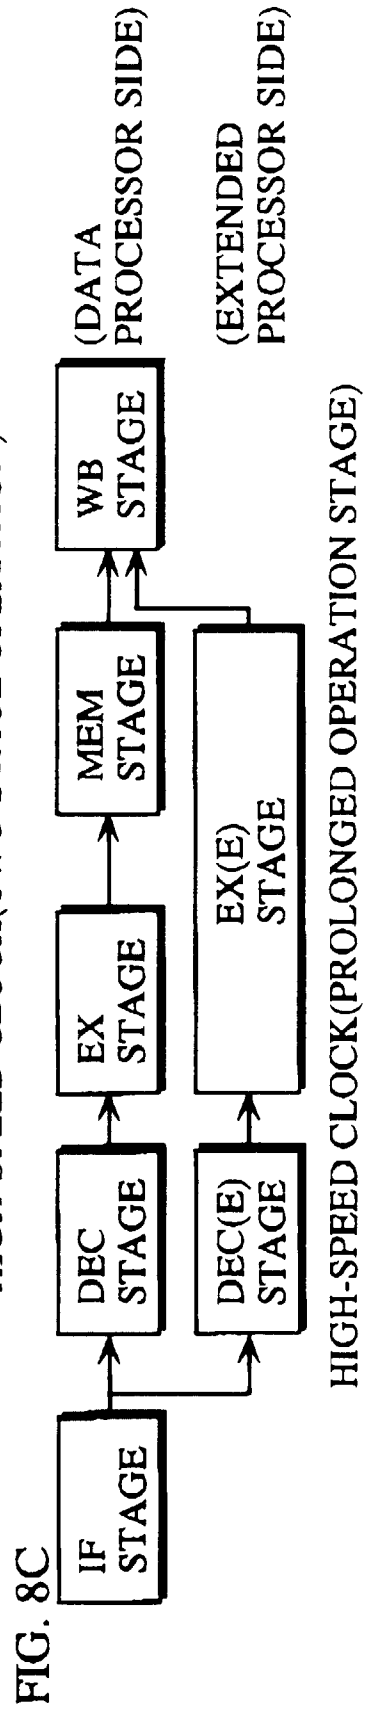 FIG. 8C
IF
STAGE
DEC
STAGE
EX
STAGE
MEM
STAGE
WB
STAGE
(DATA
PROCESSOR SIDE)
DEC(E)
STAGE
EX(E)
STAGE
(EXTENDED
PROCESSOR SIDE)
HIGH-SPEED CLOCK(PROLONGED OPERATION STAGE)